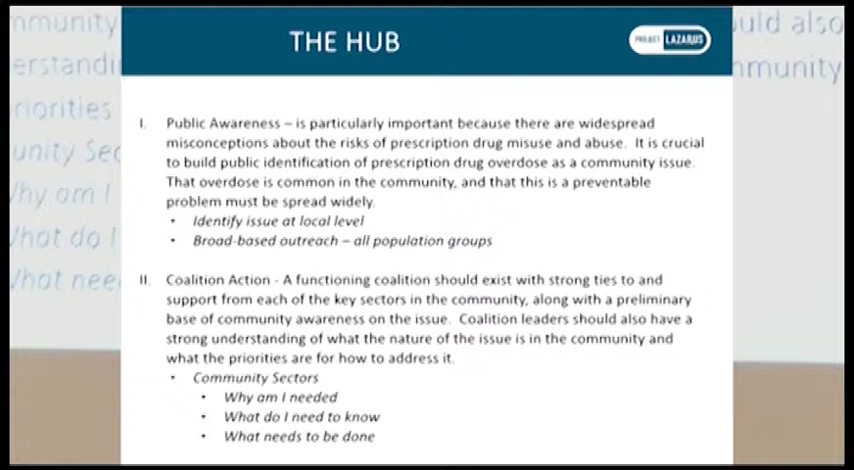 THE HUB
PROJECT LAZARUS
I. Public Awareness – is particularly important because there are widespread
misconceptions about the risks of prescription drug misuse and abuse. It is crucial
to build public identification of prescription drug overdose as a community issue.
That overdose is common in the community, and that this is a preventable
problem must be spread widely.
• Identify issue at local level
• Broad-based outreach – all population groups
II. Coalition Action - A functioning coalition should exist with strong ties to and
support from each of the key sectors in the community, along with a preliminary
base of community awareness on the issue. Coalition leaders should also have a
strong understanding of what the nature of the issue is in the community and
what the priorities are for how to address it.
• Community Sectors
• Why am I needed
• What do I need to know
• What needs to be done